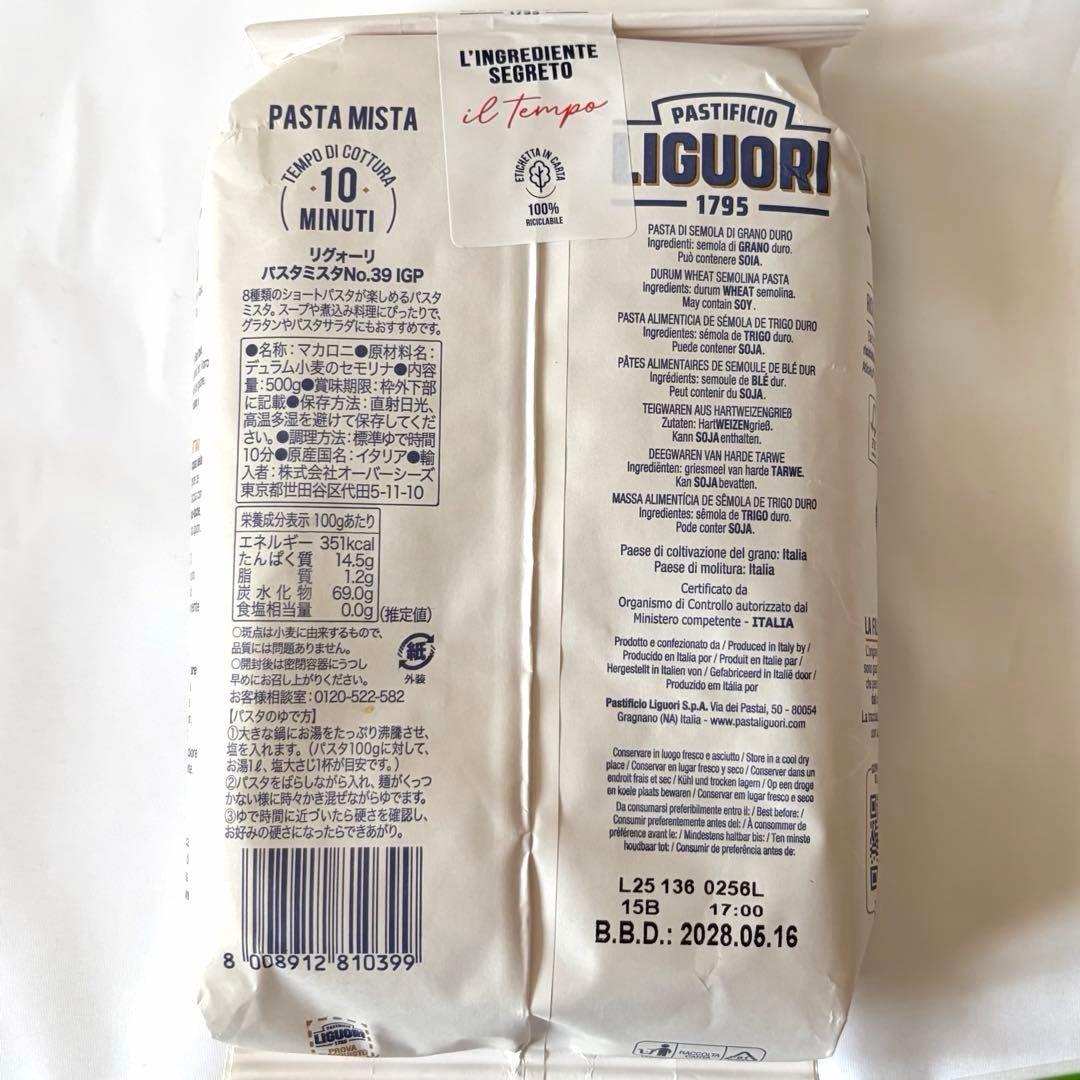 L'INGREDIENTE
SEGRETO
il Tempo
ETICHETTA IN CARTA
100%
RICICLABILE
PASTA MISTA
TEMPO DI COTTURA
10
MINUTI
リグォーリ
パスタミスタNo.39 IGP
8種類のショートパスタが楽しめるパスタ
ミスタ。スープや煮込み料理にぴったりで、
グラタンやパスタサラダにもおすすめです。
●名称:マカロニ●原材料名:
デュラム小麦のセモリナ●内容
量:500g●賞味期限:枠外下部
に記載●保存方法:直射日光、
高温多湿を避けて保存してくだ
さい。●調理方法:標準ゆで時間
10分●原産国名:イタリア●輸
入者:株式会社オーバーシーズ
東京都世田谷区代田5-11-10
栄養成分表示 100gあたり
エネルギー 351kcal
たんぱく質 14.5g
脂質 1.2g
炭水化物 69.0g
食塩相当量 0.0g (推定値)
○斑点は小麦に由来するもので、
品質には問題ありません。
○開封後は密閉容器にうつし
早めにお召し上がりください。
紙
外装
お客様相談室:0120-522-582
【パスタのゆで方】
①大きな鍋にお湯をたっぷり沸騰させ、
塩を入れます。(パスタ100gに対して、
お湯1ℓ、塩大さじ1杯が目安です。)
②パスタをばらしながら入れ、麺がくっつ
かない様に時々かき混ぜながらゆでます。
③ゆで時間に近づいたら硬さを確認し、
お好みの硬さになったらできあがり。
8 008912 810399
PASTIFICIO
LIGUORI
1795
PASTA DI SEMOLA DI GRANO DURO
Ingredienti: semola di GRANO duro.
Può contenere SOIA.
DURUM WHEAT SEMOLINA PASTA
Ingredients: durum WHEAT semolina.
May contain SOY.
PASTA ALIMENTICIA DE SÉMOLA DE TRIGO DURO
Ingredientes: sémola de TRIGO duro.
Puede contener SOJA.
PÂTES ALIMENTAIRES DE SEMOULE DE BLÉ DUR
Ingrédients: semoule de BLÉ dur.
Peut contenir du SOJA.
TEIGWAREN AUS HARTWEIZENGRIEß
Zutaten: HartWEIZENgrieß.
Kann SOJA enthalten.
DEEGWAREN VAN HARDE TARWE
Ingrediënten: griesmeel van harde TARWE.
Kan SOJA bevatten.
MASSA ALIMENTÍCIA DE SÊMOLA DE TRIGO DURO
Ingredientes: sêmola de TRIGO duro.
Pode conter SOJA.
Paese di coltivazione del grano: Italia
Paese di molitura: Italia
Certificato da
Organismo di Controllo autorizzato dal
Ministero competente - ITALIA
Prodotto e confezionato da / Produced in Italy by /
Producido en Italia por / Produit en Italie par /
Hergestellt in Italien von / Gefabriceerd in Italië door /
Produzido em Itália por
Pastificio Liguori S.p.A. Via dei Pastai, 50 - 80054
Gragnano (NA) Italia - www.pastaliguori.com
Conservare in luogo fresco e asciutto / Store in a cool dry
place / Conservar en lugar fresco y seco / Conserver dans un
endroit frais et sec / Kühl und trocken lagern / Op een droge
en koele plaats bewaren / Conservar em lugar fresco e seco
Da consumarsi preferibilmente entro il: / Best before: /
Consumir preferentemente antes del: / À consommer de
préférence avant le: / Mindestens haltbar bis: / Ten minste
houdbaar tot: / Consumir de preferência antes de:
L25 136 0256L
15B 17:00
B.B.D.: 2028.05.16
PASTIFICIO
LIGUORI
1795
PROVA
RACCOLTA